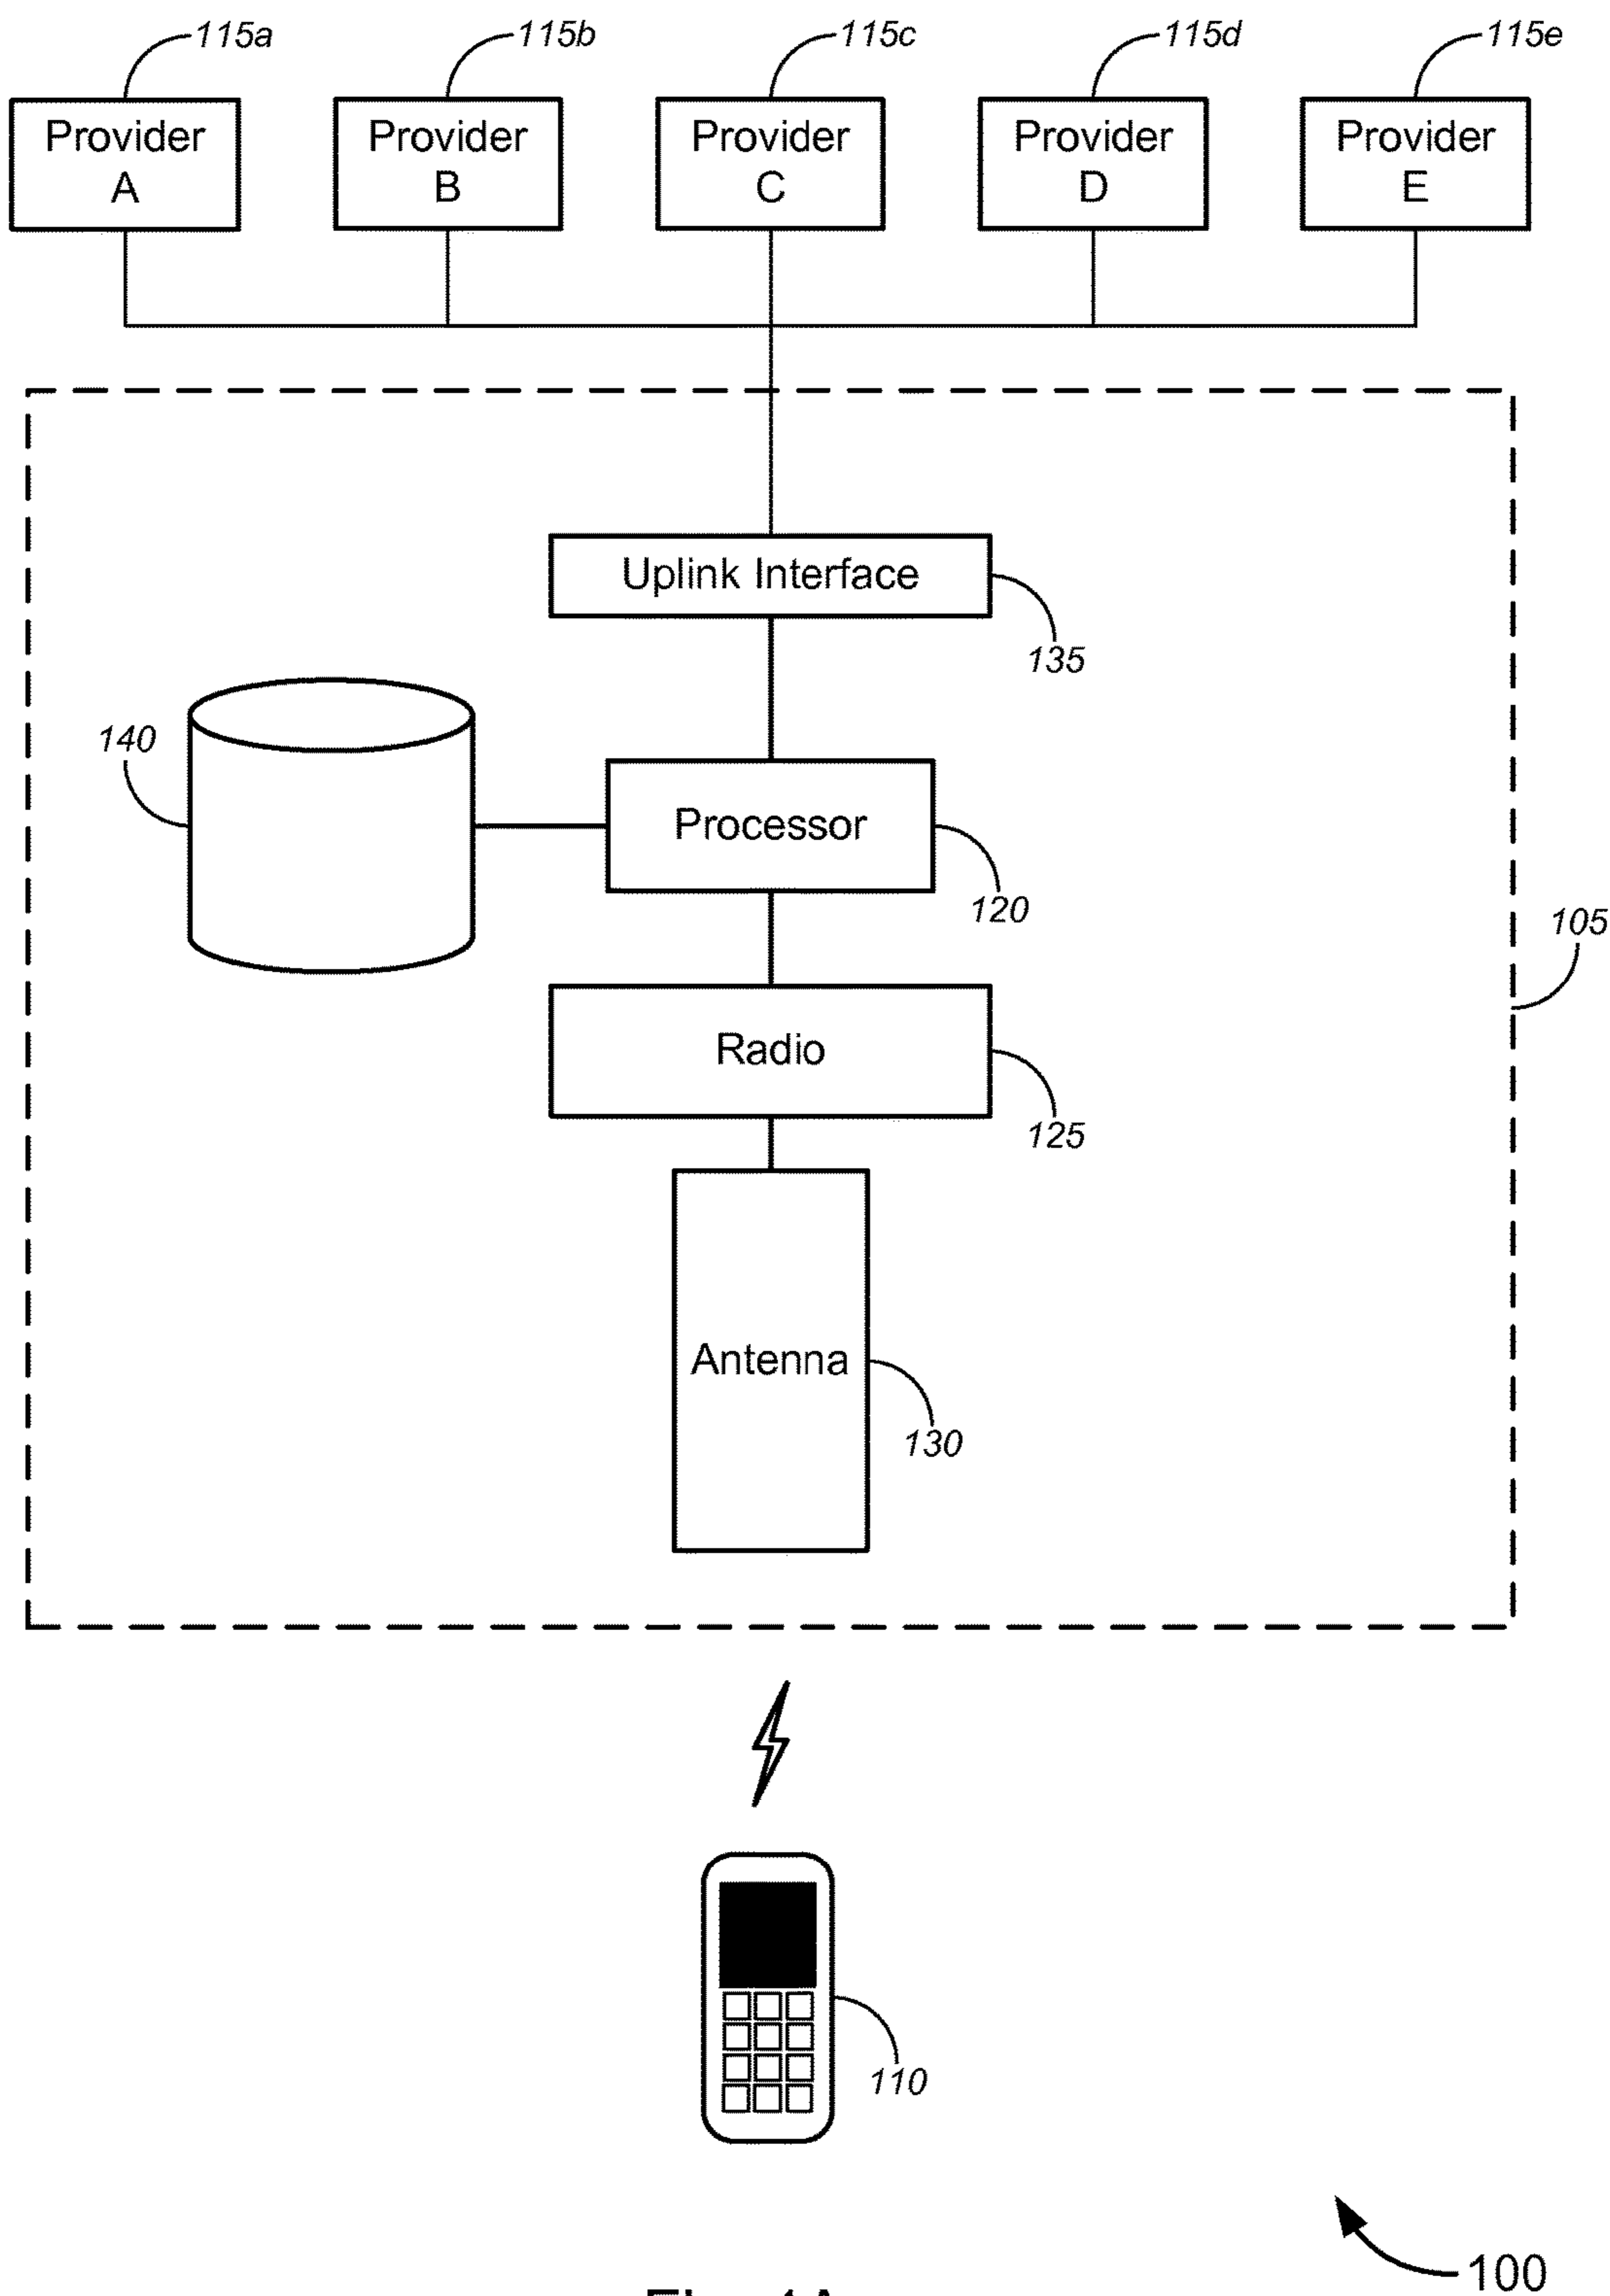 115a 115b 115c 115d 115e
Provider Provider Provider Provider Provider
A B C D E
Uplink Interface
135
140
Processor
120
105
Radio
125
Antenna
130
110
100